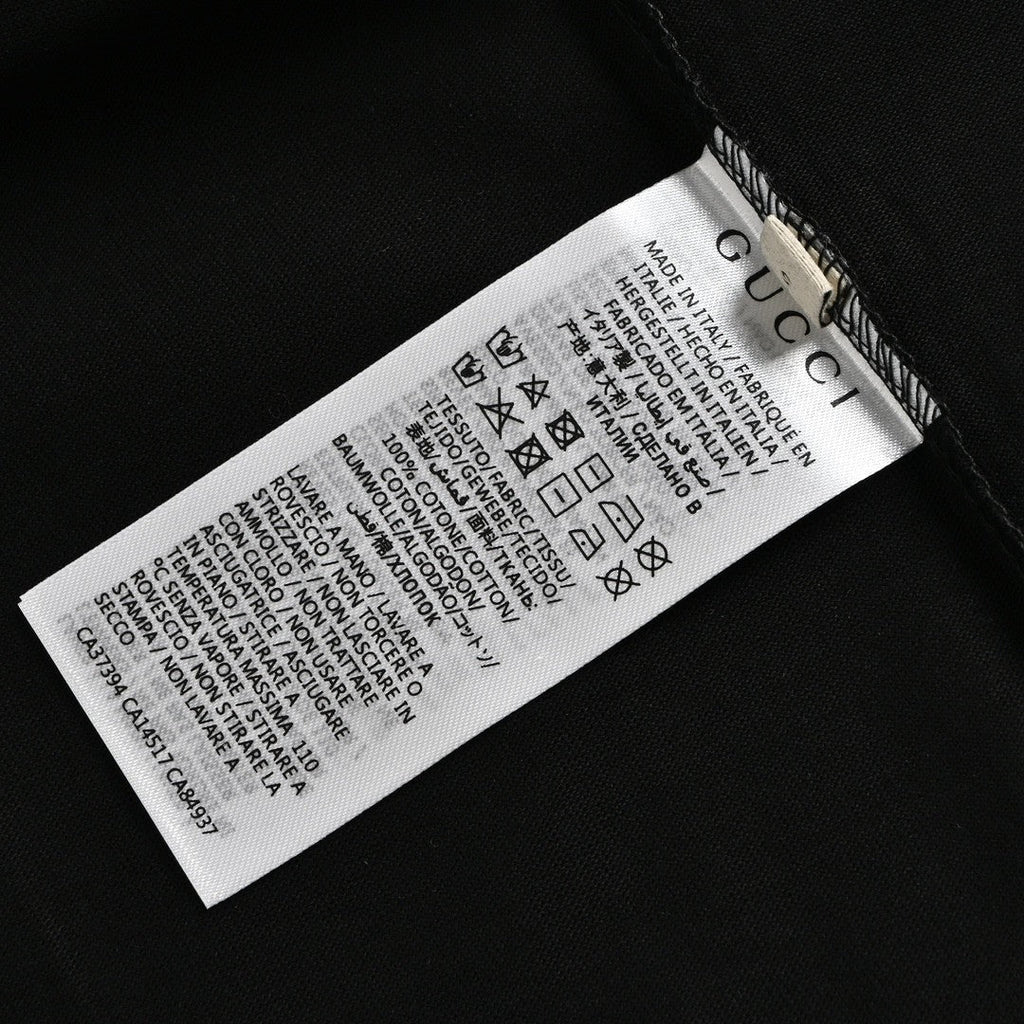 GUCCI
MADE IN ITALY / FABRIQUÉ EN
ITALIE / HECHO EN ITALIA /
HERGESTELLT IN ITALIEN /
FABRICADO EM ITALIA /
イタリア製 / صنع في إيطاليا /
产地:意大利 / СДЕЛАНО В
ИТАЛИИ
TESSUTO/FABRIC/TISSU/
TEJIDO/GEWEBE/TECIDO/
表地/قماش/面料/ТКАНЬ:
100% COTONE/COTTON/
COTON/ALGODON/
BAUMWOLLE/ALGODÃO/コットン/
قطن/棉/ХЛОПОК
LAVARE A MANO / LAVARE A
ROVESCIO / NON TORCERE O
STRIZZARE / NON LASCIARE IN
AMMOLLO / NON TRATTARE
CON CLORO / NON USARE
ASCIUGATRICE / ASCIUGARE
IN PIANO / STIRARE A
TEMPERATURA MASSIMA 110
°C SENZA VAPORE / STIRARE A
ROVESCIO / NON STIRARE LA
STAMPA / NON LAVARE A
SECCO
CA37394 CA14517 CA84937